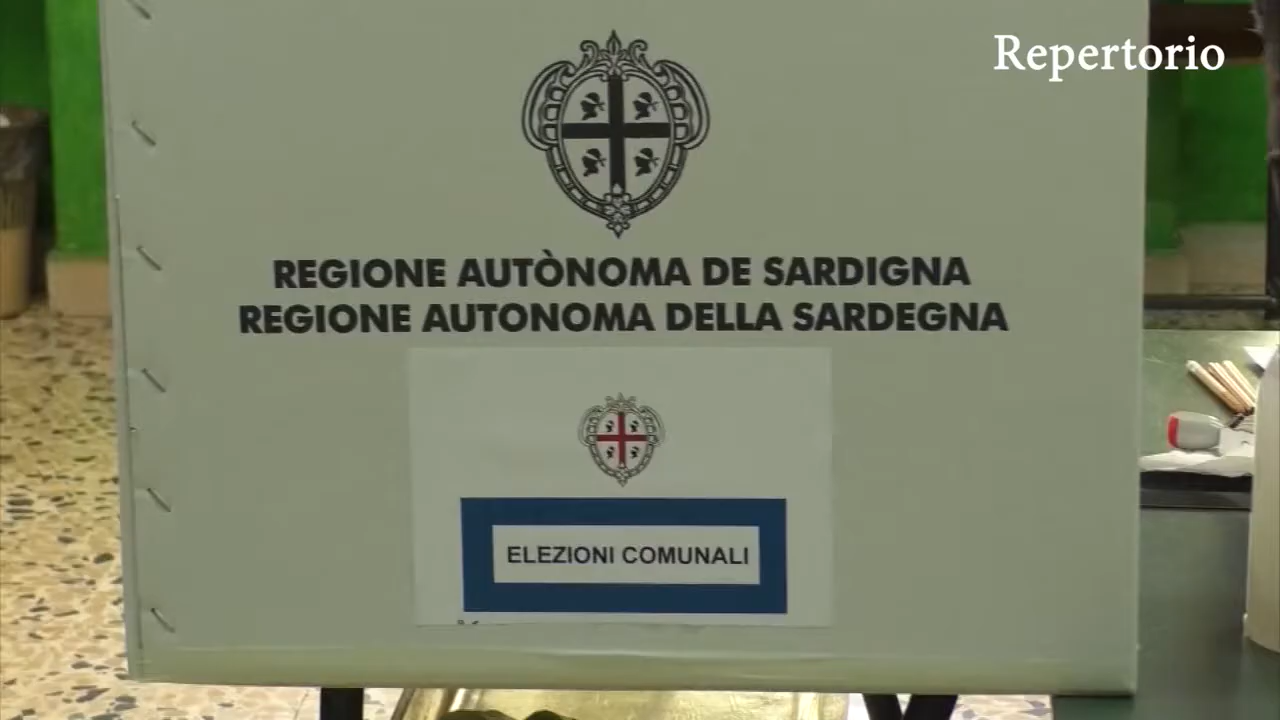 Repertorio
REGIONE AUTÒNOMA DE SARDIGNA
REGIONE AUTONOMA DELLA SARDEGNA
ELEZIONI COMUNALI